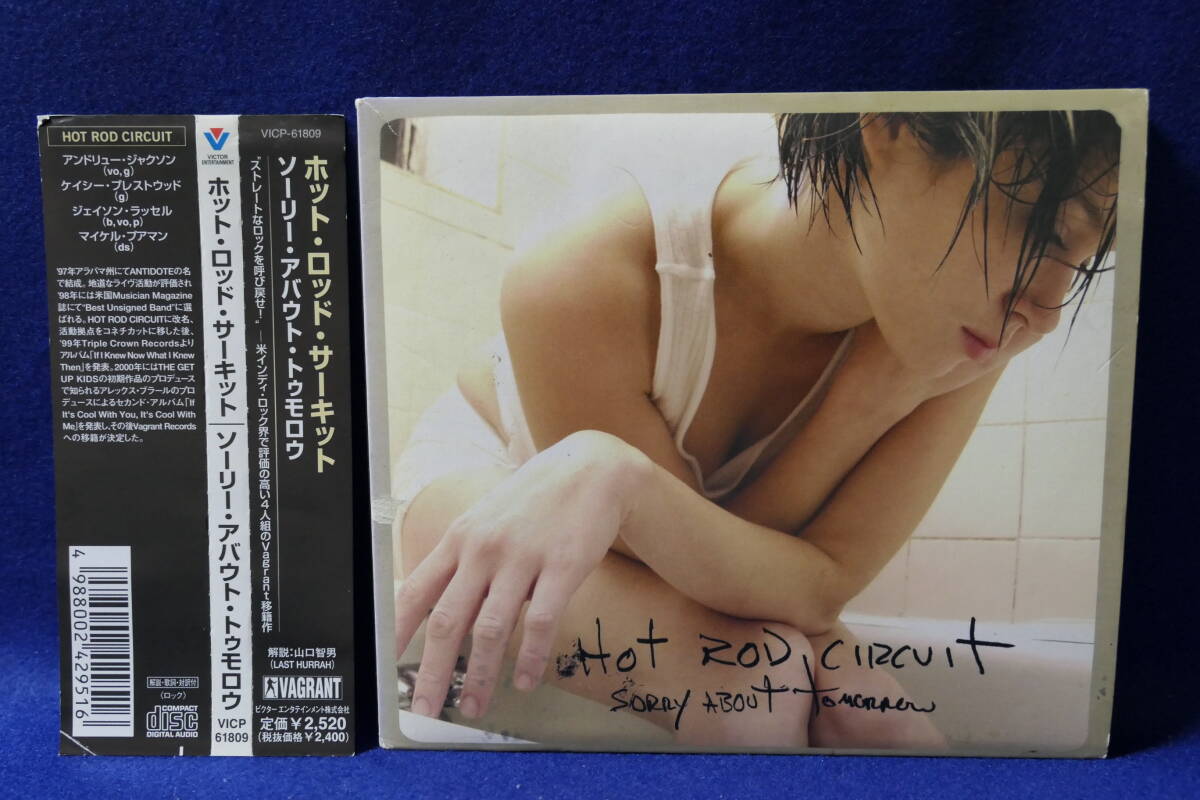 HOT ROD CIRCUIT
アンドリュー・ジャクソン
(vo, g)
ケイシー・プレストウッド
(g)
ジェイソン・ラッセル
(b, vo, p)
マイケル・プアマン
(ds)
'97年アラバマ州にてANTIDOTEの名
で結成。地道なライヴ活動が評価され
'98年には米国Musician Magazine
誌にて"Best Unsigned Band"に選
ばれる。HOT ROD CIRCUITに改名、
活動拠点をコネチカットに移した後、
'99年Triple Crown Recordsより
アルバム「If I Knew Now What I Knew
Then」を発表。2000年にはTHE GET
UP KIDSの初期作品のプロデュース
で知られるアレックス・ブラールのプロ
デュースによるセカンド・アルバム「If
It's Cool With You, It's Cool With
Me」を発表し、その後Vagrant Records
への移籍が決定した。
4 988002 429516
VICTOR
ENTERTAINMENT
ホット・ロッド・サーキット|ソーリー・アバウト・トゥモロウ
VICP
61809
解説・歌詞・対訳付
(ロック)
COMPACT
disc
DIGITAL AUDIO
VICP-61809
ホット・ロッド・サーキット
ソーリー・アバウト・トゥモロウ
"ストレートなロックを呼び戻せ！"――米インディ・ロック界で評価の高い4人組のVagrant移籍作
解説：山口智男
(LAST HURRAH)
VAGRANT
ビクター エンタテインメント株式会社
定価￥2,520
(税抜価格￥2,400)
HOT ROD CIRCUIT
SORRY ABOUT TOMORROW